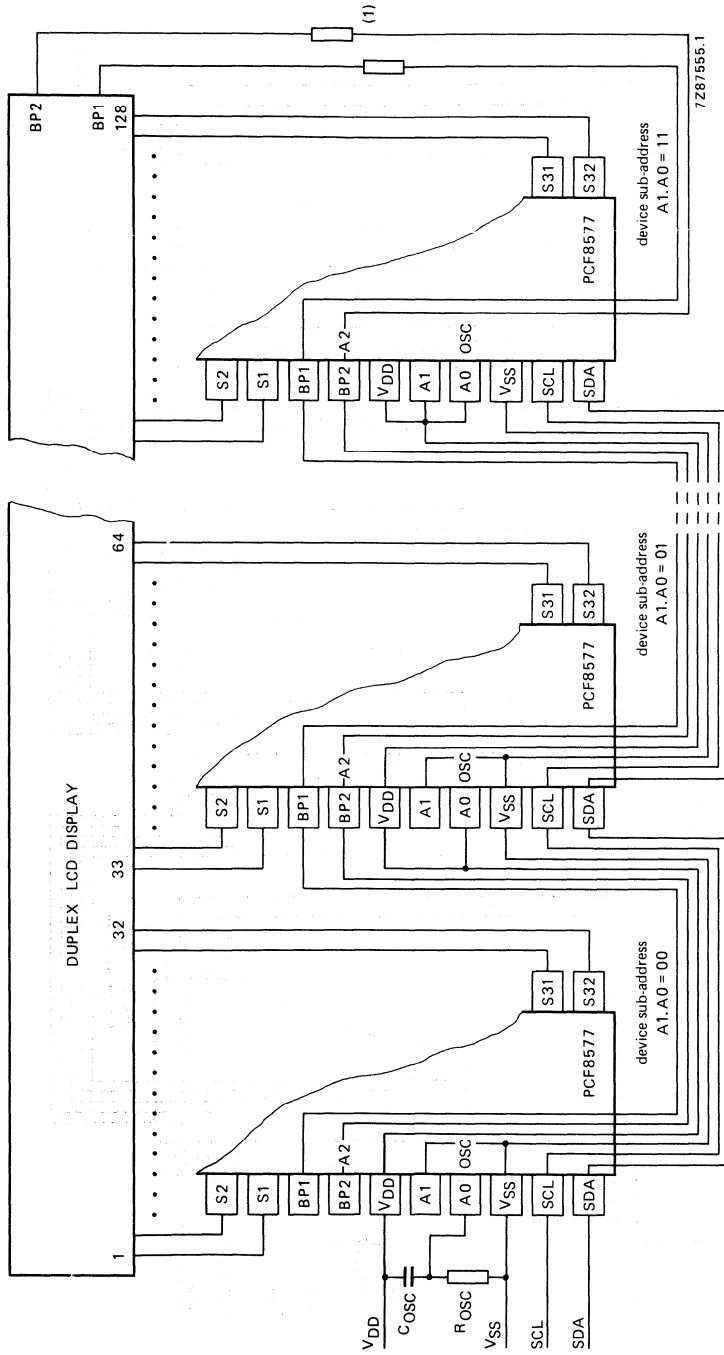 DUPLEX LCD DISPLAY
1
32
33
64
BP2
BP1
128
(1)
S2
S1
BP1
BP2
VDD
A1
A0
VSS
SCL
SDA
A2
OSC
S31
S32
PCF8577
device sub-address
A1.A0 = 00
VDD
COSC
ROSC
VSS
SCL
SDA
S2
S1
BP1
BP2
VDD
A1
A0
VSS
SCL
SDA
A2
OSC
S31
S32
PCF8577
device sub-address
A1.A0 = 01
S2
S1
BP1
BP2
VDD
A1
A0
VSS
SCL
SDA
A2
OSC
S31
S32
PCF8577
device sub-address
A1.A0 = 11
7Z87555.1